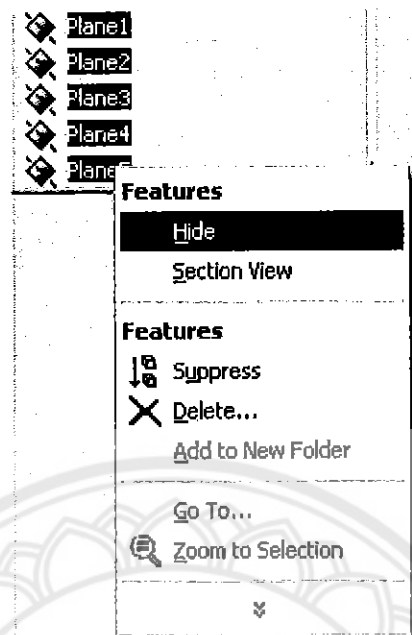 Plane1
Plane2
Plane3
Plane4
Plane
Features
Hide
Section View
Features
Suppress
Delete...
Add to New Folder
Go To...
Zoom to Selection